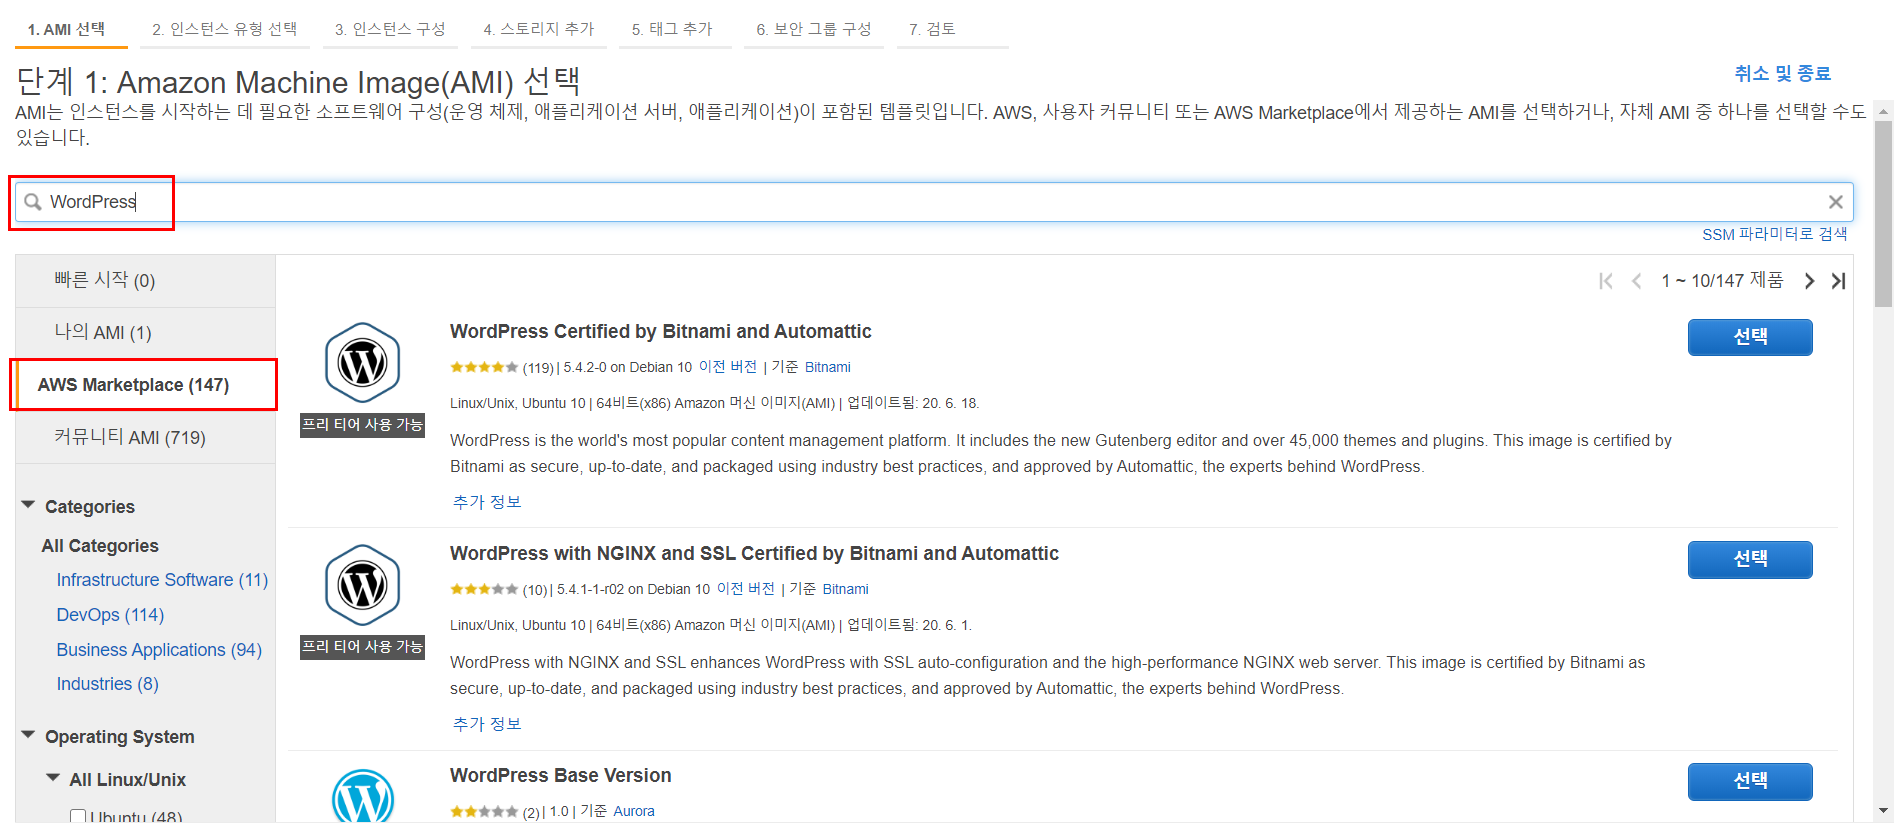 1. AMI 선택
2. 인스턴스 유형 선택
3. 인스턴스 구성
4. 스토리지 추가
5. 태그 추가
6. 보안 그룹 구성
7. 검토
단계 1: Amazon Machine Image(AMI) 선택
취소 및 종료
AMI는 인스턴스를 시작하는 데 필요한 소프트웨어 구성(운영 체제, 애플리케이션 서버, 애플리케이션)이 포함된 템플릿입니다. AWS, 사용자 커뮤니티 또는 AWS Marketplace에서 제공하는 AMI를 선택하거나, 자체 AMI 중 하나를 선택할 수도
있습니다.
WordPress
SSM 파라미터로 검색
빠른 시작 (0)
나의 AMI (1)
AWS Marketplace (147)
커뮤니티 AMI (719)
Categories
All Categories
Infrastructure Software (11)
DevOps (114)
Business Applications (94)
Industries (8)
Operating System
All Linux/Unix
Ubuntu (48)
1 ~ 10/147 제품
WordPress Certified by Bitnami and Automattic
선택
(119) | 5.4.2-0 on Debian 10 이전 버전 | 기준 Bitnami
Linux/Unix, Ubuntu 10 | 64비트(x86) Amazon 머신 이미지(AMI) | 업데이트됨: 20. 6. 18.
프리 티어 사용 가능
WordPress is the world's most popular content management platform. It includes the new Gutenberg editor and over 45,000 themes and plugins. This image is certified by
Bitnami as secure, up-to-date, and packaged using industry best practices, and approved by Automattic, the experts behind WordPress.
추가 정보
WordPress with NGINX and SSL Certified by Bitnami and Automattic
선택
(10) | 5.4.1-1-r02 on Debian 10 이전 버전 | 기준 Bitnami
Linux/Unix, Ubuntu 10 | 64비트(x86) Amazon 머신 이미지(AMI) | 업데이트됨: 20. 6. 1.
프리 티어 사용 가능
WordPress with NGINX and SSL enhances WordPress with SSL auto-configuration and the high-performance NGINX web server. This image is certified by Bitnami as
secure, up-to-date, and packaged using industry best practices, and approved by Automattic, the experts behind WordPress.
추가 정보
WordPress Base Version
선택
(2) | 1.0 | 기준 Aurora